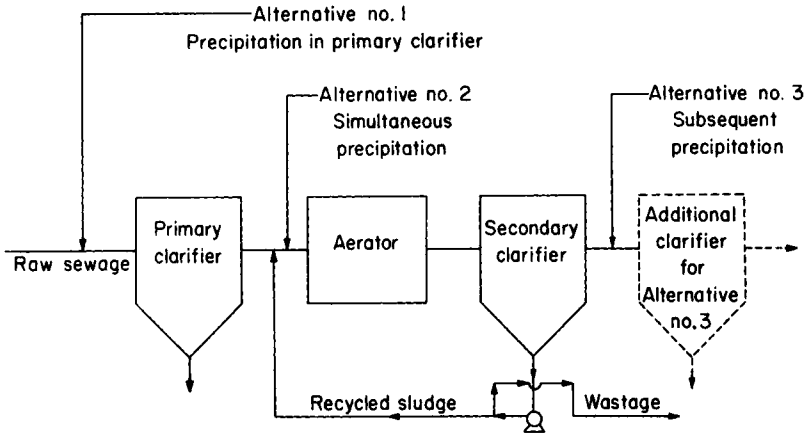 Alternative no. 1
Precipitation in primary clarifier
Alternative no. 2
Simultaneous
precipitation
Alternative no. 3
Subsequent
precipitation
Raw sewage
Primary
clarifier
Aerator
Secondary
clarifier
Additional
clarifier
for
Alternative
no. 3
Recycled sludge
Wastage